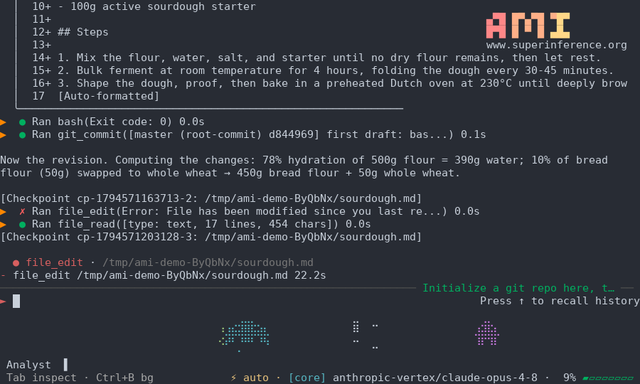 10+ - 100g active sourdough starter
11+
AMI
12+ ## Steps
13+
www.superinference.org
14+ 1. Mix the flour, water, salt, and starter until no dry flour remains, then let rest.
15+ 2. Bulk ferment at room temperature for 4 hours, folding the dough every 30-45 minutes.
16+ 3. Shape the dough, proof, then bake in a preheated Dutch oven at 230°C until deeply brow
17 [Auto-formatted]
▶ ● Ran bash(Exit code: 0) 0.0s
▶ ● Ran git_commit([master (root-commit) d844969] first draft: bas...) 0.1s
Now the revision. Computing the changes: 78% hydration of 500g flour = 390g water; 10% of bread
flour (50g) swapped to whole wheat → 450g bread flour + 50g whole wheat.
[Checkpoint cp-1794571163713-2: /tmp/ami-demo-ByQbNx/sourdough.md]
▶ ✗ Ran file_edit(Error: File has been modified since you last re...) 0.0s
▶ ● Ran file_read([type: text, 17 lines, 454 chars]) 0.0s
[Checkpoint cp-1794571203128-3: /tmp/ami-demo-ByQbNx/sourdough.md]
● file_edit · /tmp/ami-demo-ByQbNx/sourdough.md
- file_edit /tmp/ami-demo-ByQbNx/sourdough.md 22.2s
Initialize a git repo here, t…
Press ↑ to recall history
Analyst
Tab inspect · Ctrl+B bg
⚡ auto · [core] anthropic-vertex/claude-opus-4-8 · 9%